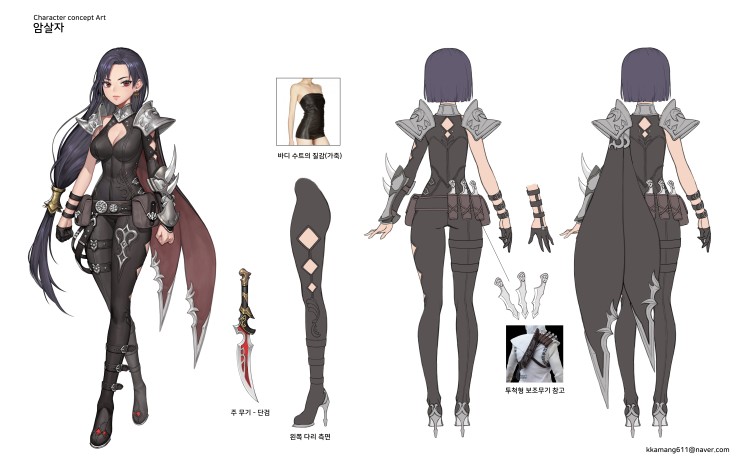 Character concept Art
암살자
바디 수트의 질감(가죽)
주 무기 - 단검
왼쪽 다리 측면
투척형 보조무기 참고
kkamang611@naver.com